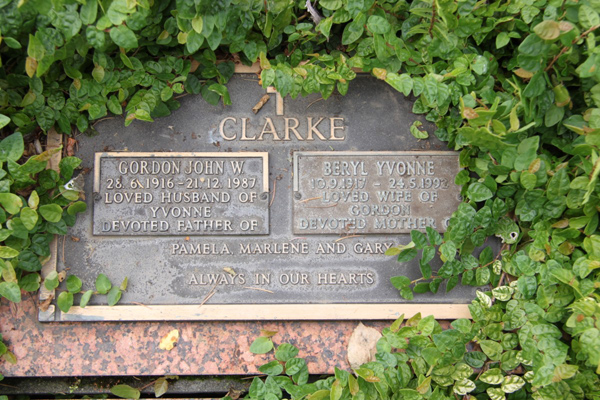 CLARKE
GORDON JOHN W.
28.6.1916 - 21.12.1987
LOVED HUSBAND OF
YVONNE
DEVOTED FATHER OF
BERYL YVONNE
10.9.1917 - 24.5.1992
LOVED WIFE OF
GORDON
DEVOTED MOTHER
PAMELA, MARLENE AND GARY
ALWAYS IN OUR HEARTS